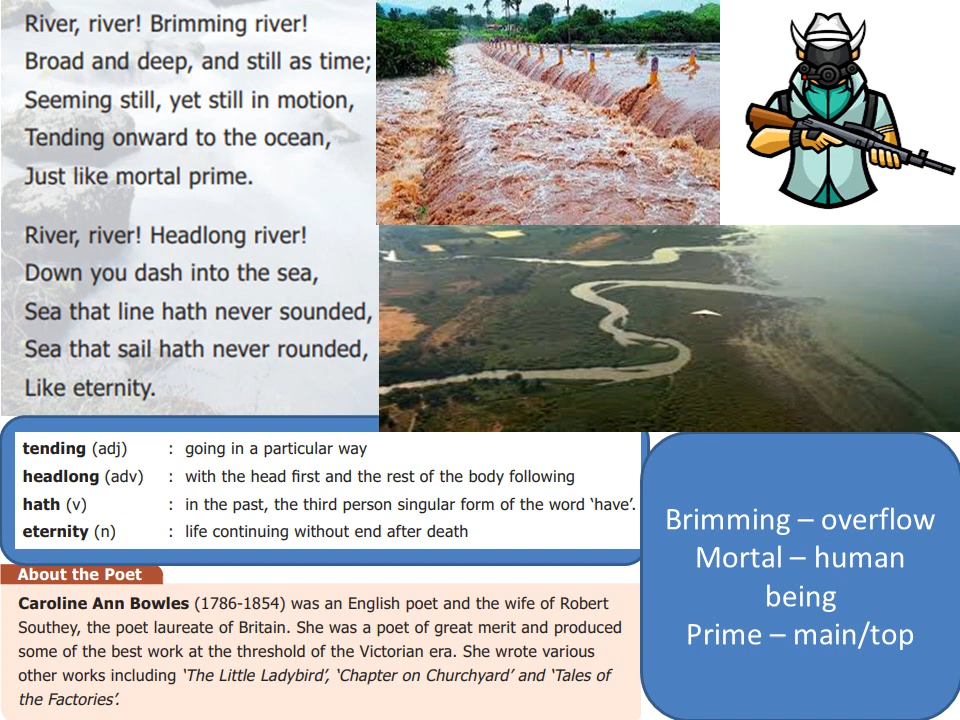 River, river! Brimming river!
Broad and deep, and still as time;
Seeming still, yet still in motion,
Tending onward to the ocean,
Just like mortal prime.
River, river! Headlong river!
Down you dash into the sea,
Sea that line hath never sounded,
Sea that sail hath never rounded,
Like eternity.
tending (adj) : going in a particular way
headlong (adv) : with the head first and the rest of the body following
hath (v) : in the past, the third person singular form of the word ‘have’.
eternity (n) : life continuing without end after death
Brimming – overflow
Mortal – human
being
Prime – main/top
About the Poet
Caroline Ann Bowles (1786-1854) was an English poet and the wife of Robert
Southey, the poet laureate of Britain. She was a poet of great merit and produced
some of the best work at the threshold of the Victorian era. She wrote various
other works including ‘The Little Ladybird’, ‘Chapter on Churchyard’ and ‘Tales of
the Factories’.